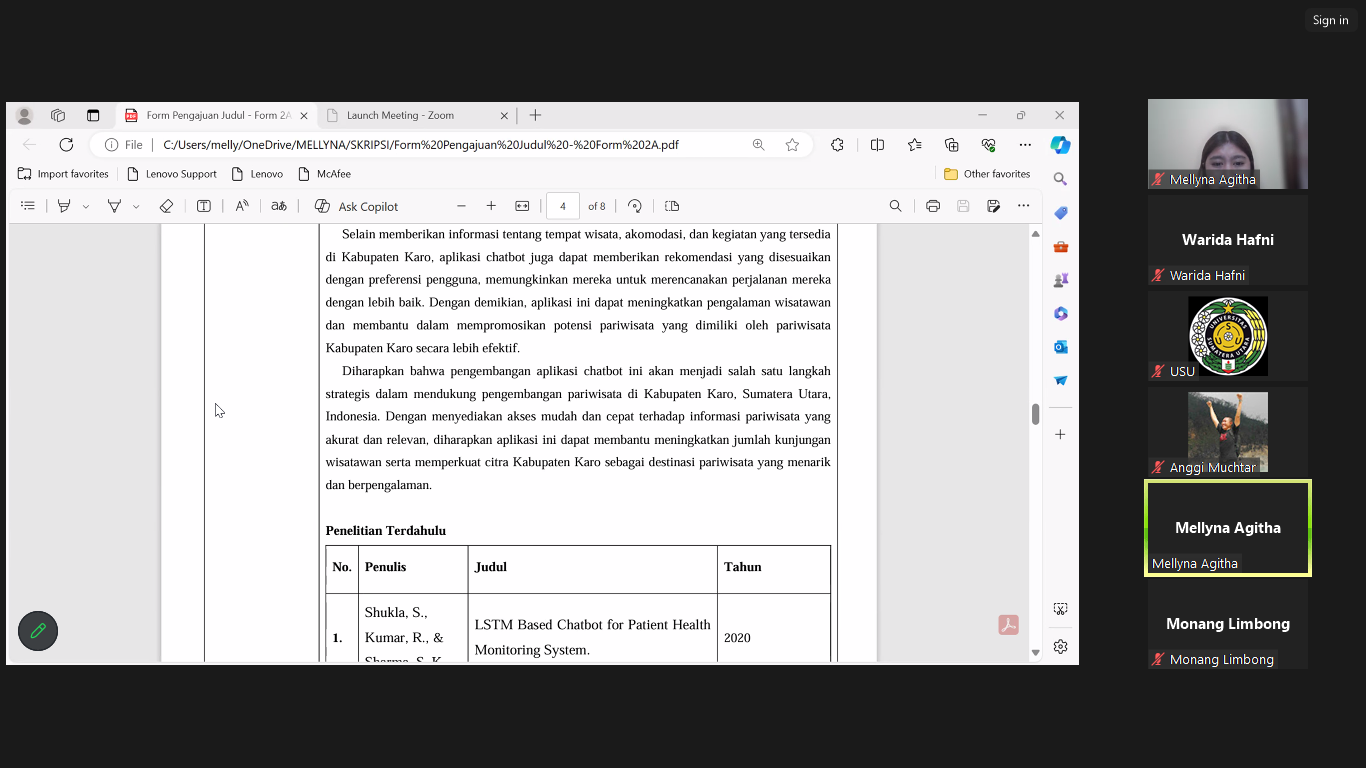 Sign in
Form Pengajuan Judul - Form 2A
Launch Meeting - Zoom
File
C:/Users/melly/OneDrive/MELLYNA/SKRIPSI/Form%20Pengajuan%20Judul%20-%20Form%202A.pdf
Import favorites
Lenovo Support
Lenovo
McAfee
Other favorites
Ask Copilot
4 of 8
Selain memberikan informasi tentang tempat wisata, akomodasi, dan kegiatan yang tersedia
di Kabupaten Karo, aplikasi chatbot juga dapat memberikan rekomendasi yang disesuaikan
dengan preferensi pengguna, memungkinkan mereka untuk merencanakan perjalanan mereka
dengan lebih baik. Dengan demikian, aplikasi ini dapat meningkatkan pengalaman wisatawan
dan membantu dalam mempromosikan potensi pariwisata yang dimiliki oleh pariwisata
Kabupaten Karo secara lebih efektif.
Diharapkan bahwa pengembangan aplikasi chatbot ini akan menjadi salah satu langkah
strategis dalam mendukung pengembangan pariwisata di Kabupaten Karo, Sumatera Utara,
Indonesia. Dengan menyediakan akses mudah dan cepat terhadap informasi pariwisata yang
akurat dan relevan, diharapkan aplikasi ini dapat membantu meningkatkan jumlah kunjungan
wisatawan serta memperkuat citra Kabupaten Karo sebagai destinasi pariwisata yang menarik
dan berpengalaman.
Penelitian Terdahulu
No. Penulis Judul Tahun
1.
Shukla, S.,
Kumar, R., &
Sharma, S. K.
LSTM Based Chatbot for Patient Health
Monitoring System.
2020
Mellyna Agitha
Warida Hafni
Warida Hafni
UNIVERSITAS
SUMATERA UTARA
USU
Anggi Muchtar
Mellyna Agitha
Mellyna Agitha
Monang Limbong
Monang Limbong